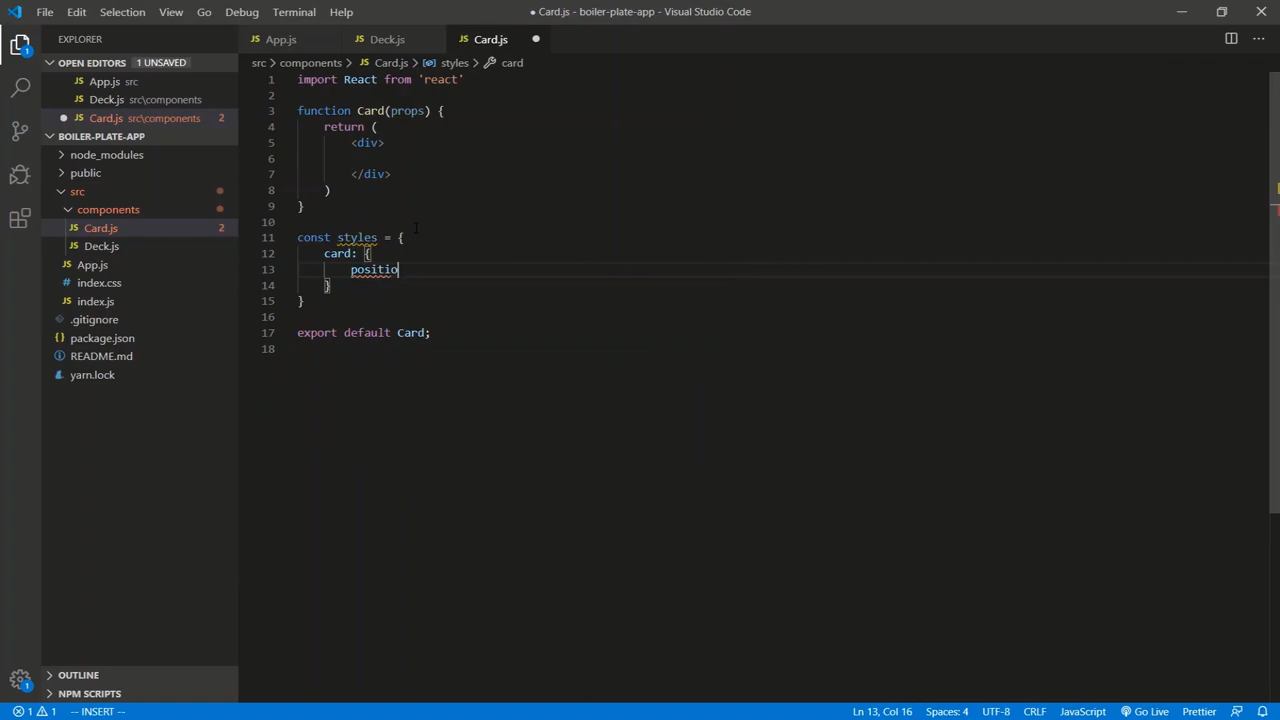 File Edit Selection View Go Debug Terminal Help
● Card.js - boiler-plate-app - Visual Studio Code
EXPLORER
JS App.js
JS Deck.js
JS Card.js ●
OPEN EDITORS 1 UNSAVED
JS App.js src
JS Deck.js src\components
● JS Card.js src\components 2
BOILER-PLATE-APP
node_modules
public
src
components
JS Card.js 2
JS Deck.js
JS App.js
index.css
JS index.js
.gitignore
package.json
README.md
yarn.lock
OUTLINE
NPM SCRIPTS
1
1
src > components > JS Card.js > styles > card
1 import React from 'react'
2
3 function Card(props) {
4 return (
5 <div>
6
7 </div>
8 )
9 }
10
11 const styles = {
12 card: {
13 positio
14 }
15 }
16
17 export default Card;
18
1 1 -- INSERT -- Ln 13, Col 16 Spaces: 4 UTF-8 CRLF JavaScript Go Live Prettier